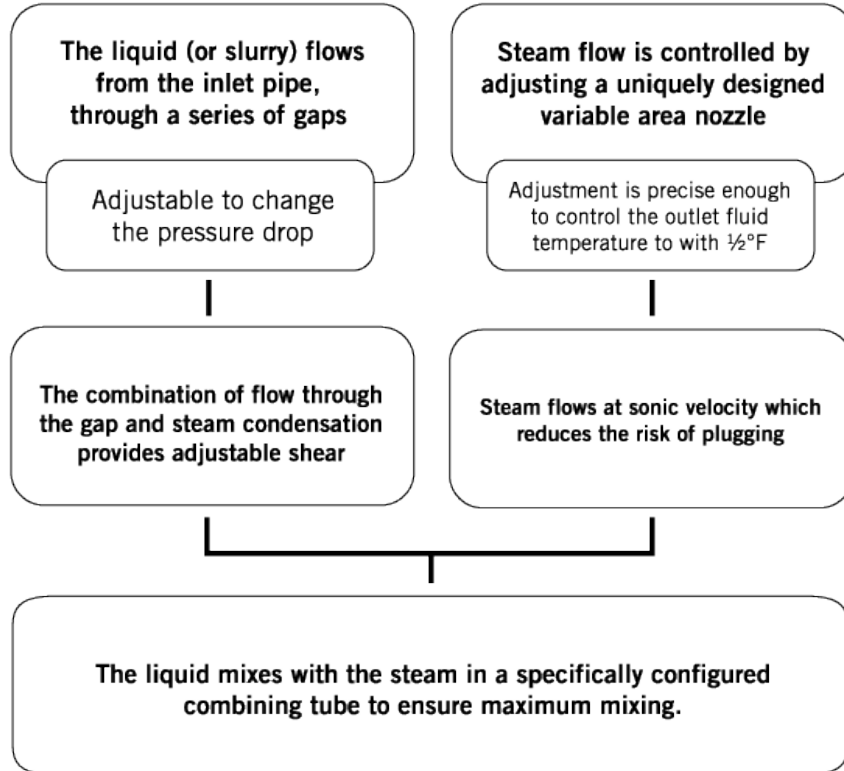 The liquid (or slurry) flows
from the inlet pipe,
through a series of gaps
Adjustable to change
the pressure drop
The combination of flow through
the gap and steam condensation
provides adjustable shear
Steam flow is controlled by
adjusting a uniquely designed
variable area nozzle
Adjustment is precise enough
to control the outlet fluid
temperature to with ½°F
Steam flows at sonic velocity which
reduces the risk of plugging
The liquid mixes with the steam in a specifically configured
combining tube to ensure maximum mixing.